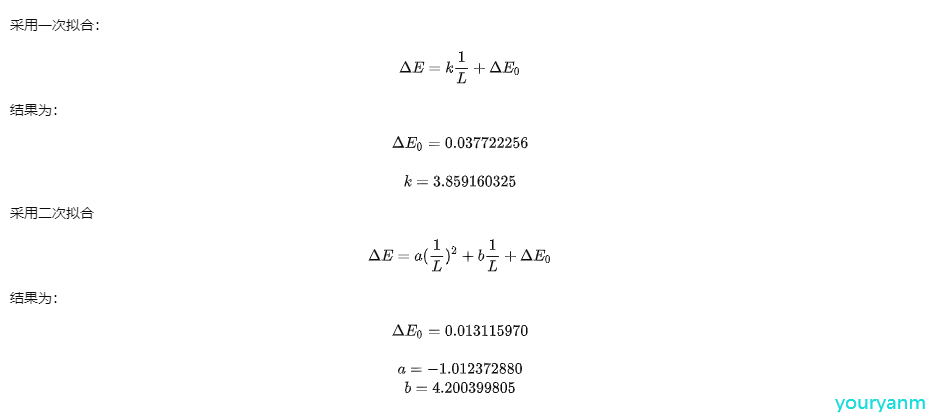 采用一次拟合：
ΔE = k 1/L + ΔE₀
结果为：
ΔE₀ = 0.037722256
k = 3.859160325
采用二次拟合
ΔE = a(1/L)² + b 1/L + ΔE₀
结果为：
ΔE₀ = 0.013115970
a = −1.012372880
b = 4.200399805
youryanm